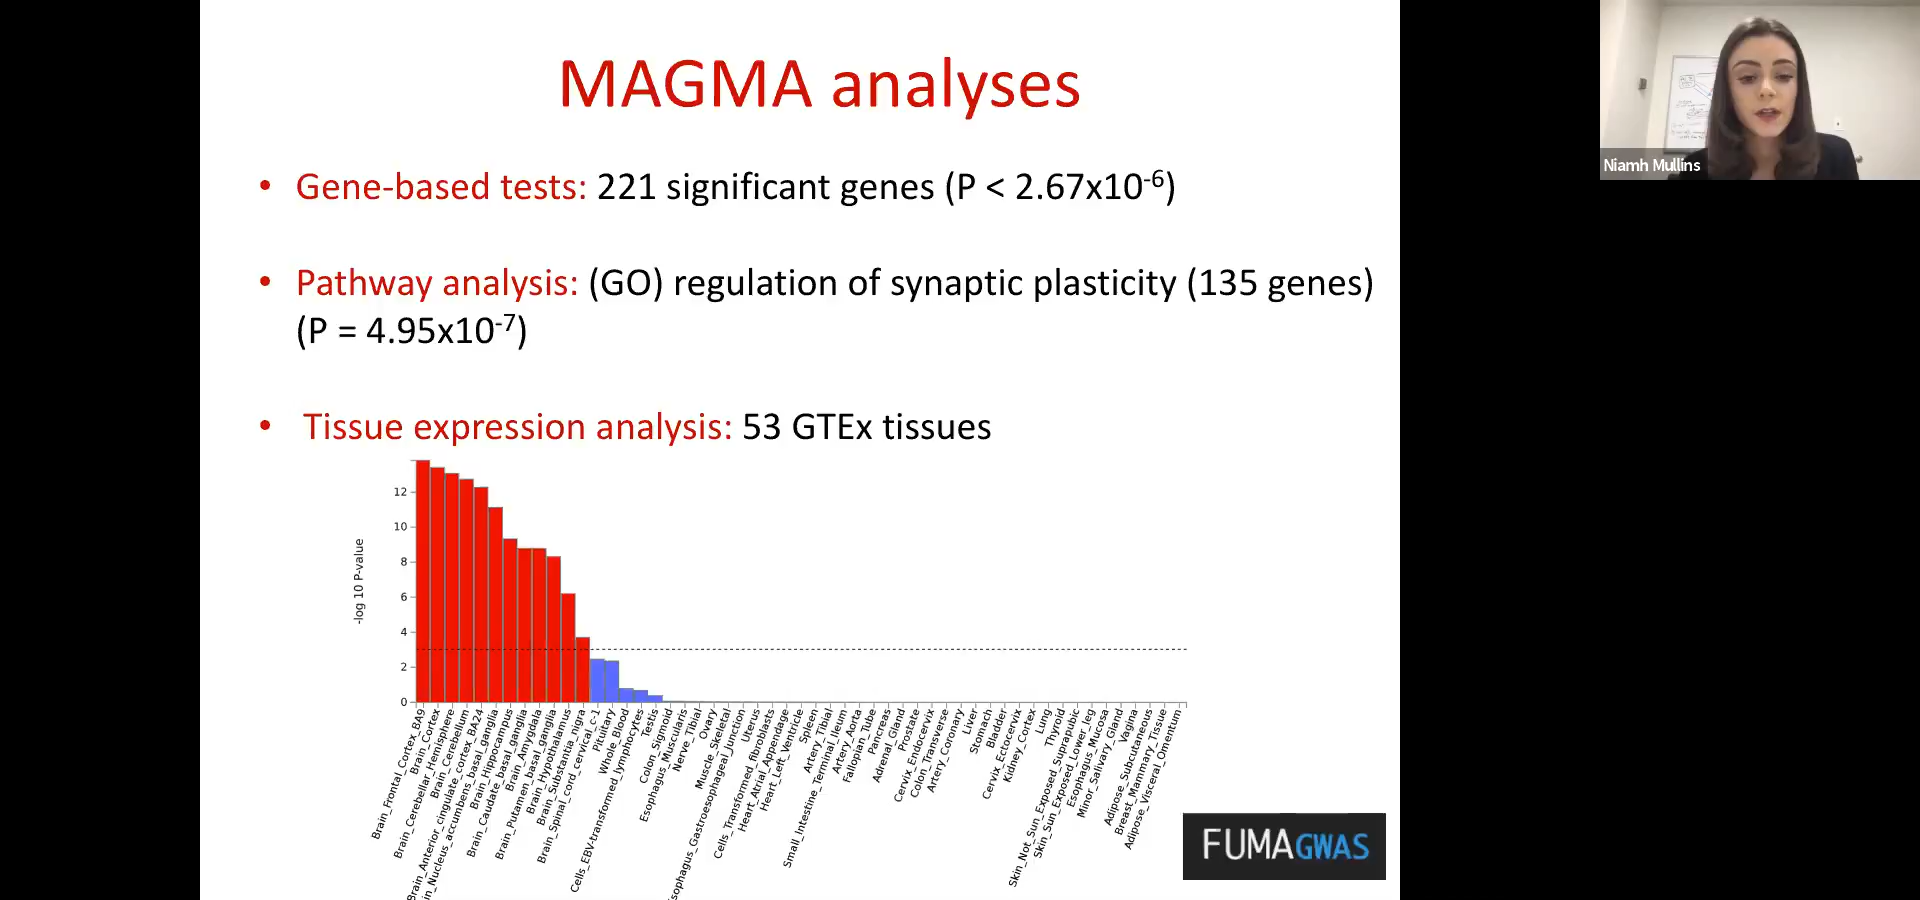 MAGMA analyses
Niamh Mullins
• Gene-based tests: 221 significant genes (P < 2.67x10-6)
• Pathway analysis: (GO) regulation of synaptic plasticity (135 genes)
(P = 4.95x10-7)
• Tissue expression analysis: 53 GTEx tissues
-log 10 P-value
12
10
8
6
4
2
0
Brain_Frontal_Cortex_BA9
Brain_Cortex
Brain_Cerebellar_Hemisphere
Brain_Cerebellum
Brain_Anterior_cingulate_cortex_BA24
in_Nucleus_accumbens_basal_ganglia
Brain_Hippocampus
Brain_Caudate_basal_ganglia
Brain_Amygdala
Brain_Putamen_basal_ganglia
Brain_Hypothalamus
Brain_Substantia_nigra
Brain_Spinal_cord_cervical_c-1
Pituitary
Whole_Blood
Cells_EBV-transformed_lymphocytes
Testis
Colon_Sigmoid
Esophagus_Muscularis
Nerve_Tibial
Ovary
Muscle_Skeletal
sophagus_Gastroesophageal_Junction
Uterus
Cells_Transformed_fibroblasts
Heart_Atrial_Appendage
Heart_Left_Ventricle
Spleen
Artery_Tibial
Small_Intestine_Terminal_Ileum
Artery_Aorta
Fallopian_Tube
Pancreas
Adrenal_Gland
Prostate
Cervix_Endocervix
Colon_Transverse
Artery_Coronary
Liver
Stomach
Bladder
Cervix_Ectocervix
Kidney_Cortex
Lung
Thyroid
Skin_Not_Sun_Exposed_Suprapubic
Skin_Sun_Exposed_Lower_leg
Esophagus_Mucosa
Minor_Salivary_Gland
Vagina
Adipose_Subcutaneous
Breast_Mammary_Tissue
Adipose_Visceral_Omentum
FUMAGWAS